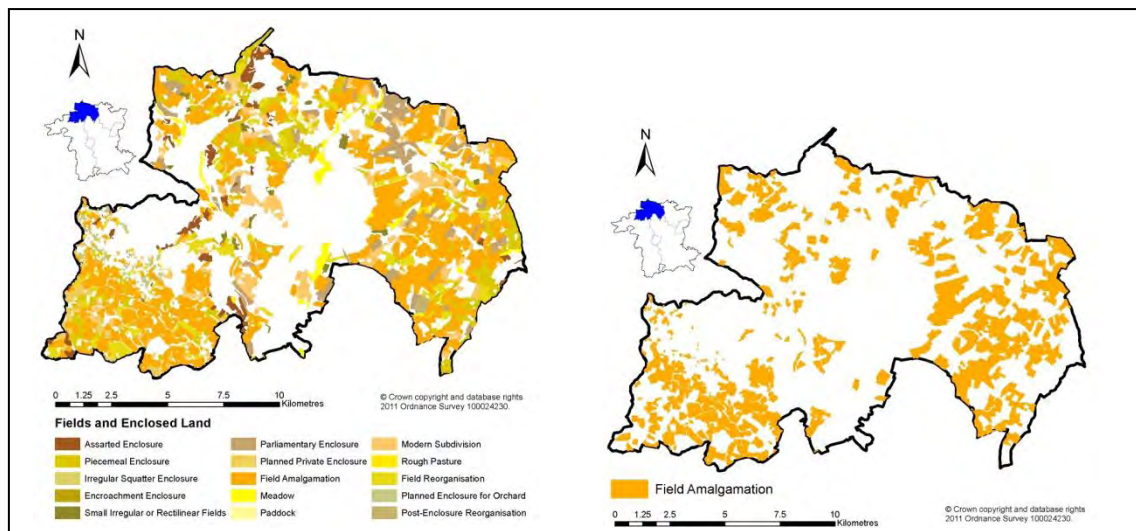 N
0 1.25 2.5 5 7.5 10
Kilometres
© Crown copyright and database rights
2011 Ordnance Survey 100024230.
Fields and Enclosed Land
Assarted Enclosure
Piecemeal Enclosure
Irregular Squatter Enclosure
Encroachment Enclosure
Small Irregular or Rectilinear Fields
Parliamentary Enclosure
Planned Private Enclosure
Field Amalgamation
Meadow
Paddock
Modern Subdivision
Rough Pasture
Field Reorganisation
Planned Enclosure for Orchard
Post-Enclosure Reorganisation
N
© Crown copyright and database rights
2011 Ordnance Survey 100024230.
Field Amalgamation
0 1.25 2.5 5 7.5 10
Kilometres